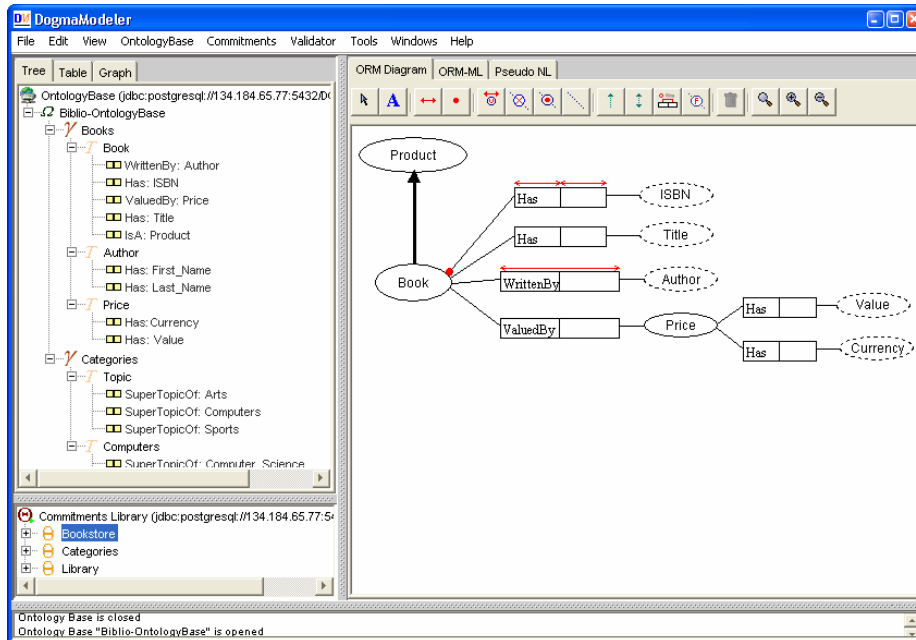 DM DogmaModeler
File Edit View OntologyBase Commitments Validator Tools Windows Help
Tree Table Graph
OntologyBase (jdbc:postgresql://134.184.65.77:5432/D
Ω Biblio-OntologyBase
γ Books
T Book
WrittenBy: Author
Has: ISBN
ValuedBy: Price
Has: Title
IsA: Product
T Author
Has: First_Name
Has: Last_Name
T Price
Has:Currency
Has: Value
γ Categories
T Topic
SuperTopicOf: Arts
SuperTopicOf: Computers
SuperTopicOf: Sports
T Computers
SuperTopicOf: Computer_Science
Commitments Library (jdbc:postgresql://134.184.65.77:54
Bookstore
Categories
Library
ORM Diagram ORM-ML Pseudo NL
A
Product
Has ISBN
Has Title
Book
WrittenBy Author
ValuedBy Price
Has Value
Has Currency
Ontology Base is closed
Ontology Base "Biblio-OntologyBase" is opened